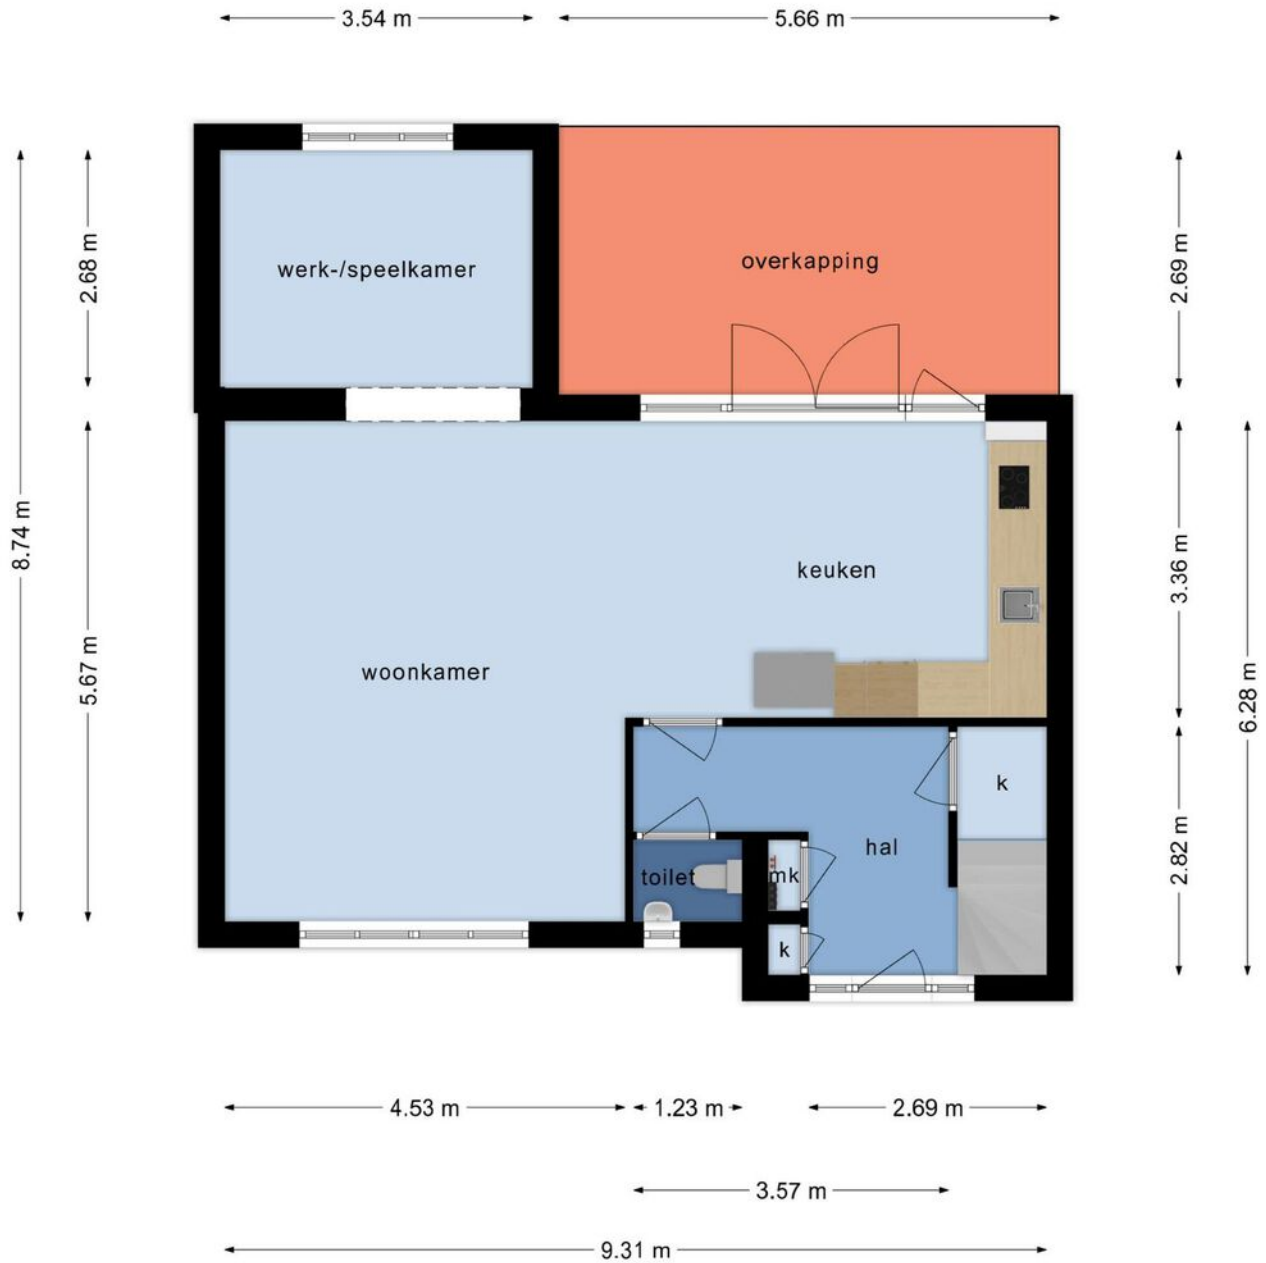 3.54 m
5.66 m
werk-/speelkamer
overkapping
2.68 m
2.69 m
8.74 m
5.67 m
keuken
woonkamer
3.36 m
6.28 m
k
hal
toilet
mk
k
2.82 m
4.53 m
1.23 m
2.69 m
3.57 m
9.31 m